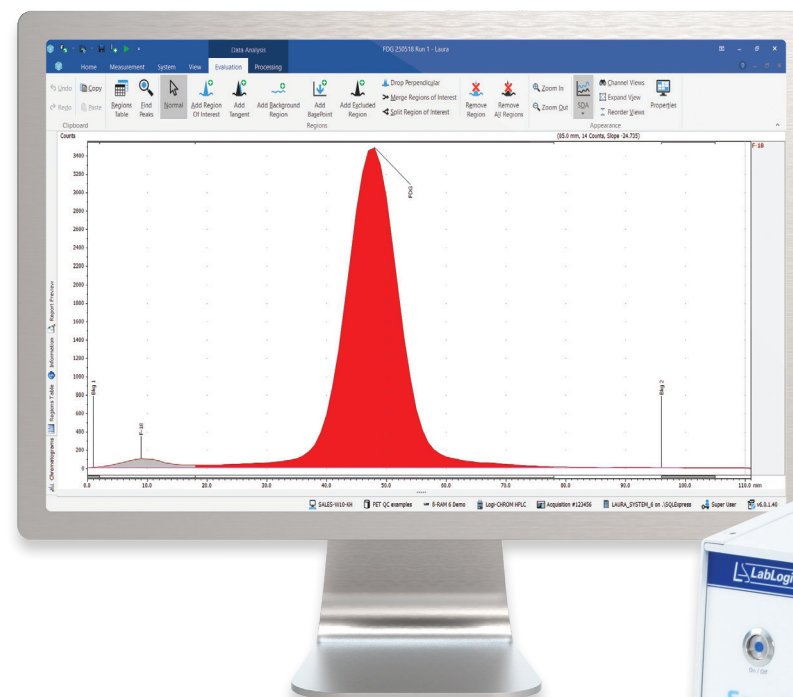 Data Analysis
FDG 250518 Run 1 - Laura
Home Measurement System View Evaluation Processing
Undo Copy
Redo Paste
Regions Table
Find Peaks
Normal
Add Region Of Interest
Add Tangent
Add Background Region
Add BasePoint
Add Excluded Region
Drop Perpendicular
Merge Regions of Interest
Split Region of Interest
Remove Region
Remove All Regions
Zoom In
Zoom Out
SDA
Channel Views
Expand View
Reorder Views
Properties
Clipboard Regions Appearance
Counts
(85.0 mm, 14 Counts, Slope -24.735)
F-18
FDG
3400
3200
3000
2800
2600
2400
2200
2000
1800
1600
1400
1200
1000
800
600
400
200
0
Bkg 1
F-18
Bkg 2
0.0 10.0 20.0 30.0 40.0 50.0 60.0 70.0 80.0 90.0 100.0 110.0 mm
Report Preview
Information
Regions Table
Chromatograms
SALES-W10-KH PET QC examples B-RAM 6 Demo Logi-CHROM HPLC Acquisition #123456 LAURA_SYSTEM_6 on .\SQLExpress Super User v6.0.1.40
LabLogi
On / Off